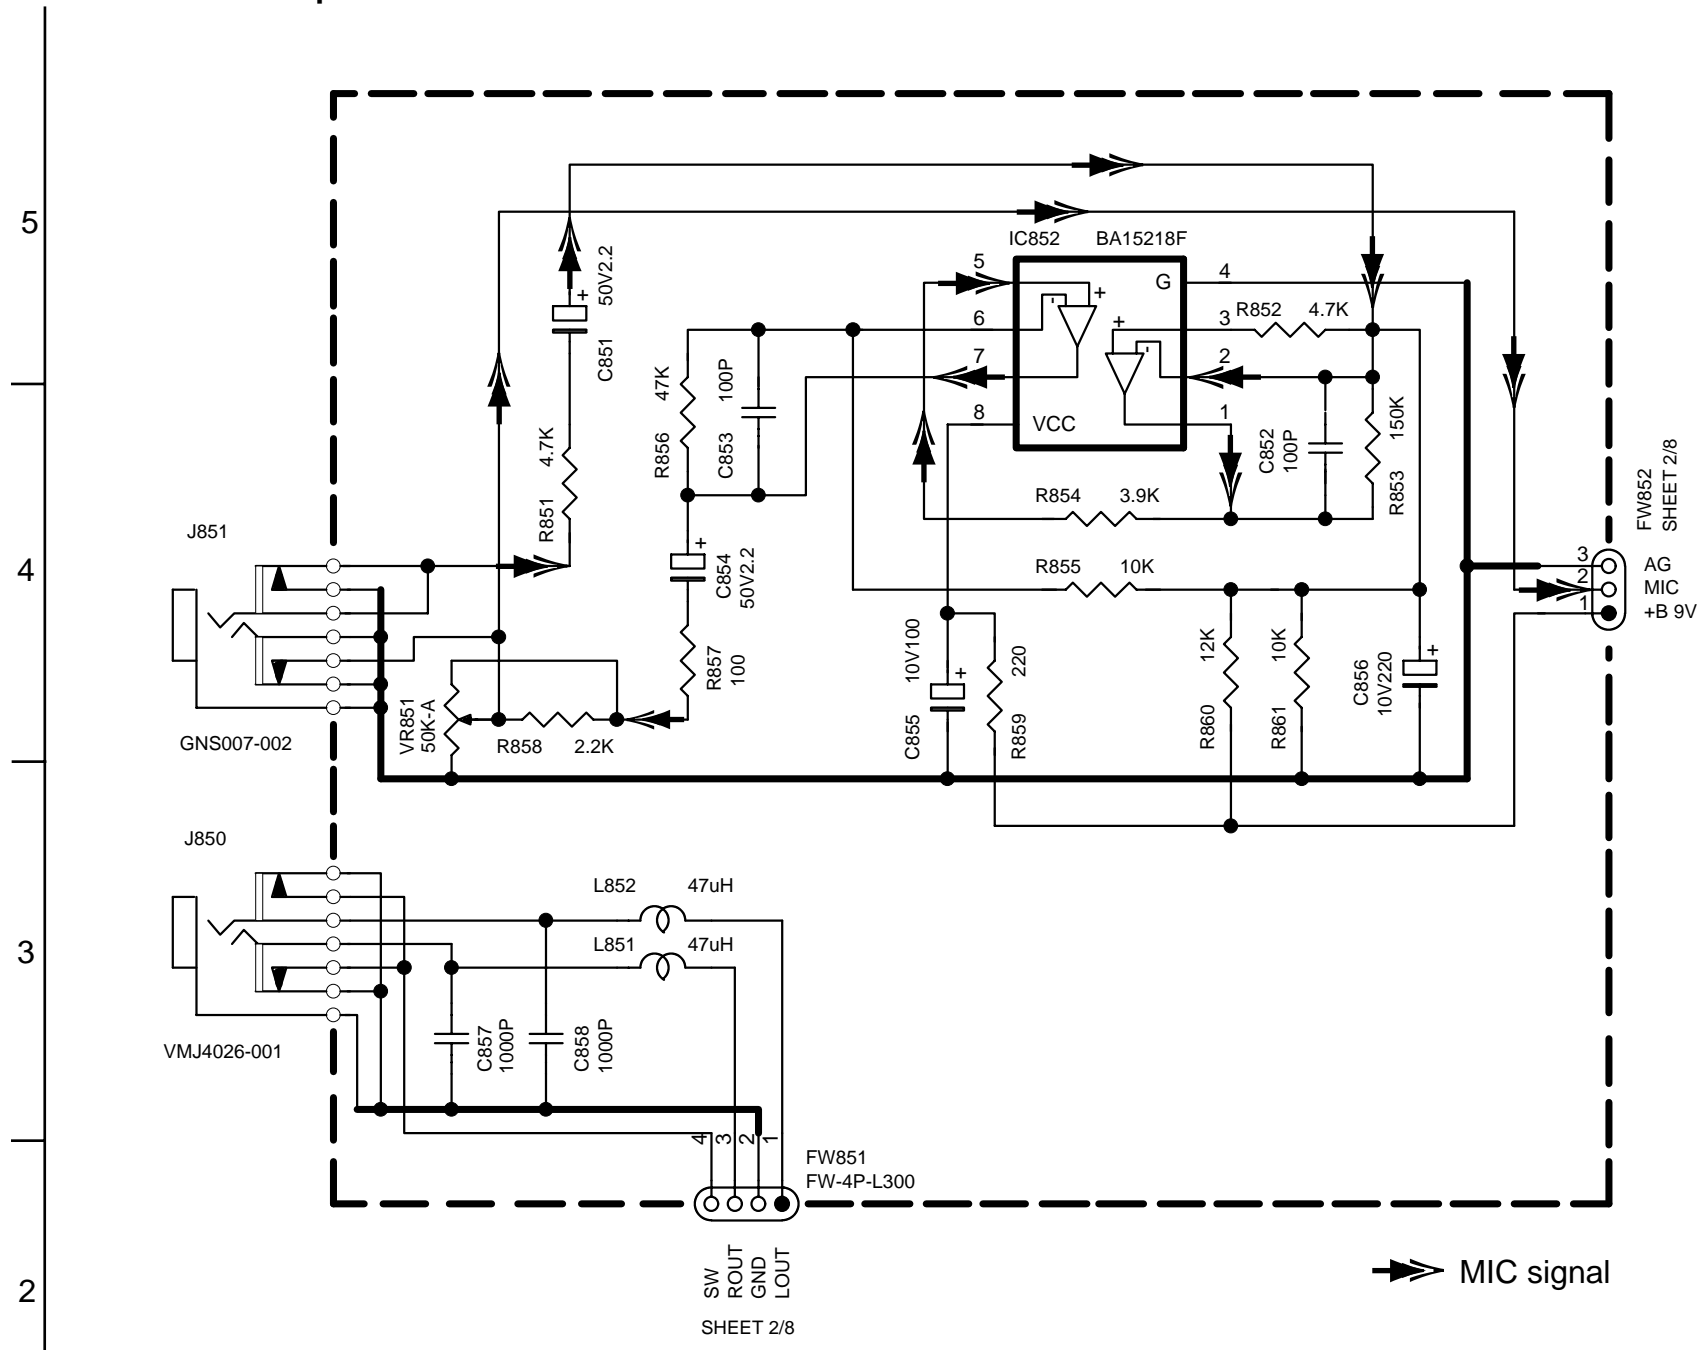 5
4
3
2
IC852 BA15218F
5
6
7
8
VCC
G
4
3
2
1
+
-
+
-
R852 4.7K
C851
50V2.2
+
R851 4.7K
R856 47K
C853 100P
C852
100P
R853 150K
R854 3.9K
R855 10K
C854
50V2.2
+
R857
100
VR851
50K-A
R858 2.2K
C855 10V100
+
R859 220
R860 12K
R861 10K
C856
10V220
+
FW852
SHEET 2/8
3 AG
2 MIC
1 +B 9V
J851
GNS007-002
J850
VMJ4026-001
L852 47uH
L851 47uH
C857
1000P
C858
1000P
4
3
2
1
FW851
FW-4P-L300
SW
ROUT
GND
LOUT
SHEET 2/8
MIC signal